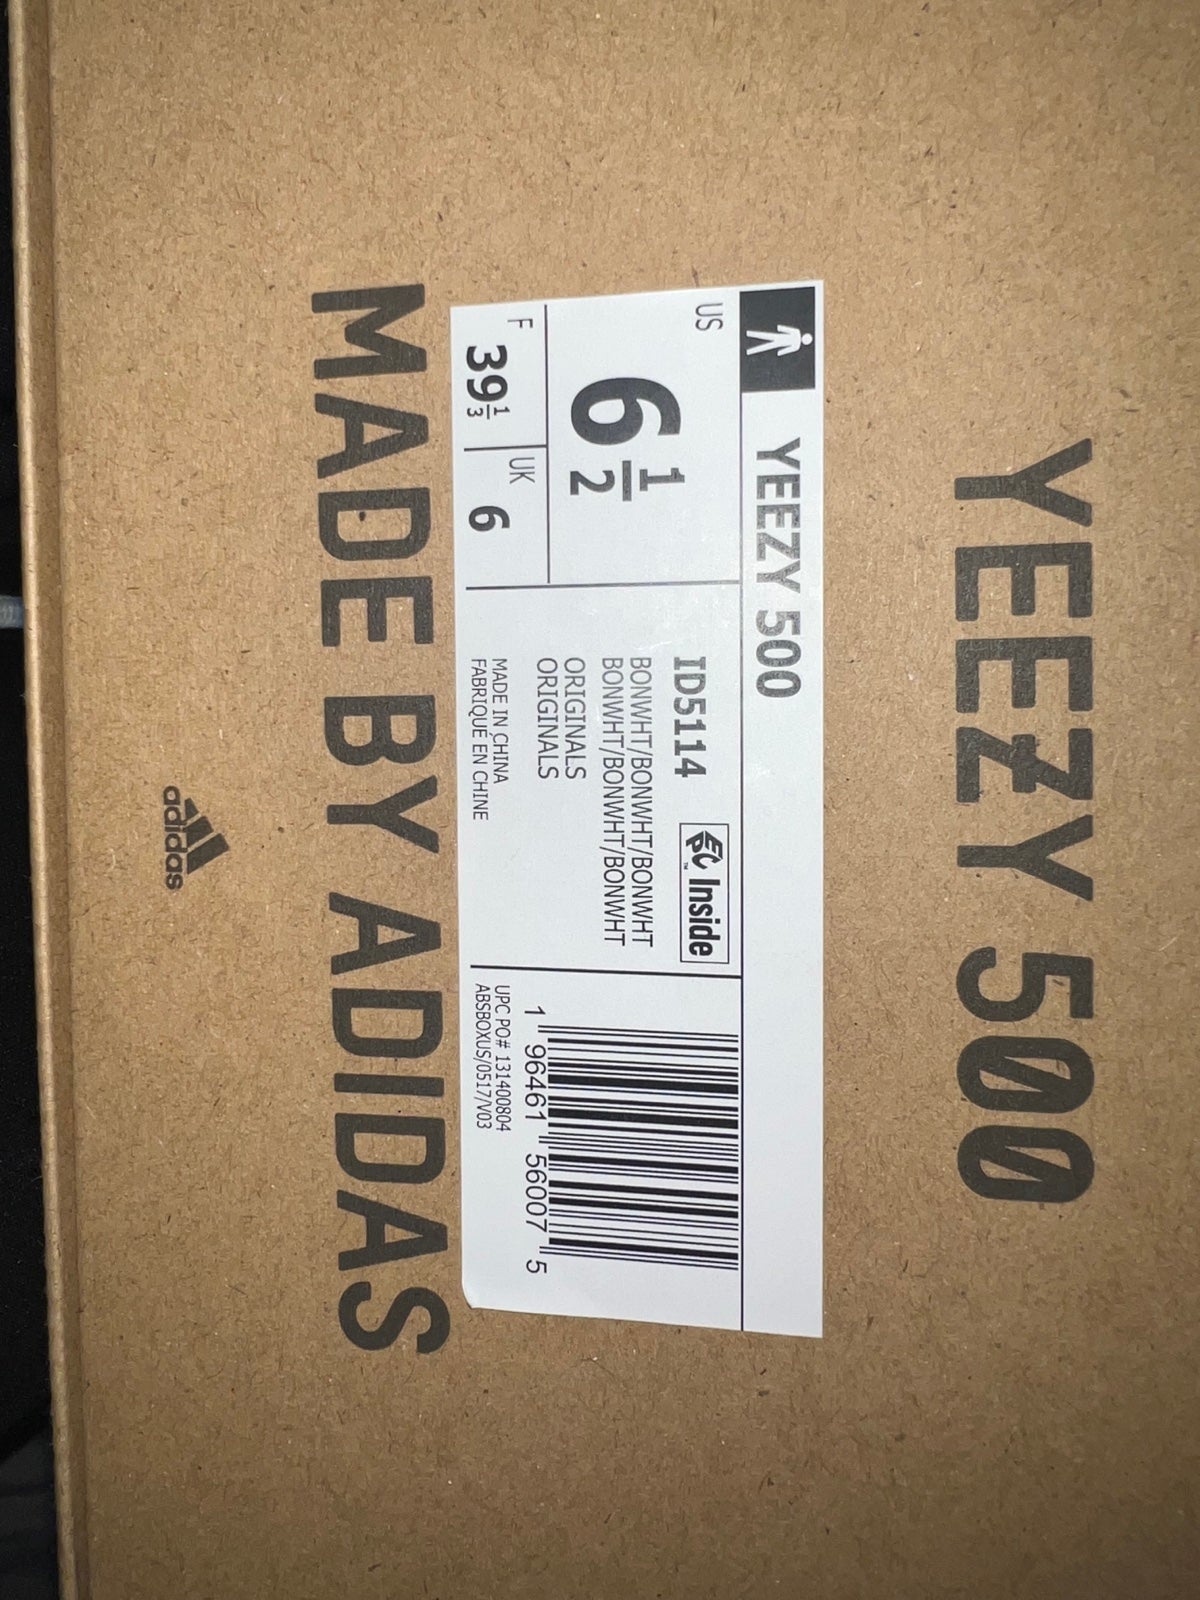 YEEZY 500
YEEZY 500
US
6 1/2
F 39 1/3
UK 6
ID5114
EPC Inside
BONWHT/BONWHT/BONWHT
BONWHT/BONWHT/BONWHT
ORIGINALS
ORIGINALS
MADE IN CHINA
FABRIQUE EN CHINE
1 96461 56007 5
UPC PO# 131400804
ABSBOXUS/0517/V03
MADE BY ADIDAS
adidas